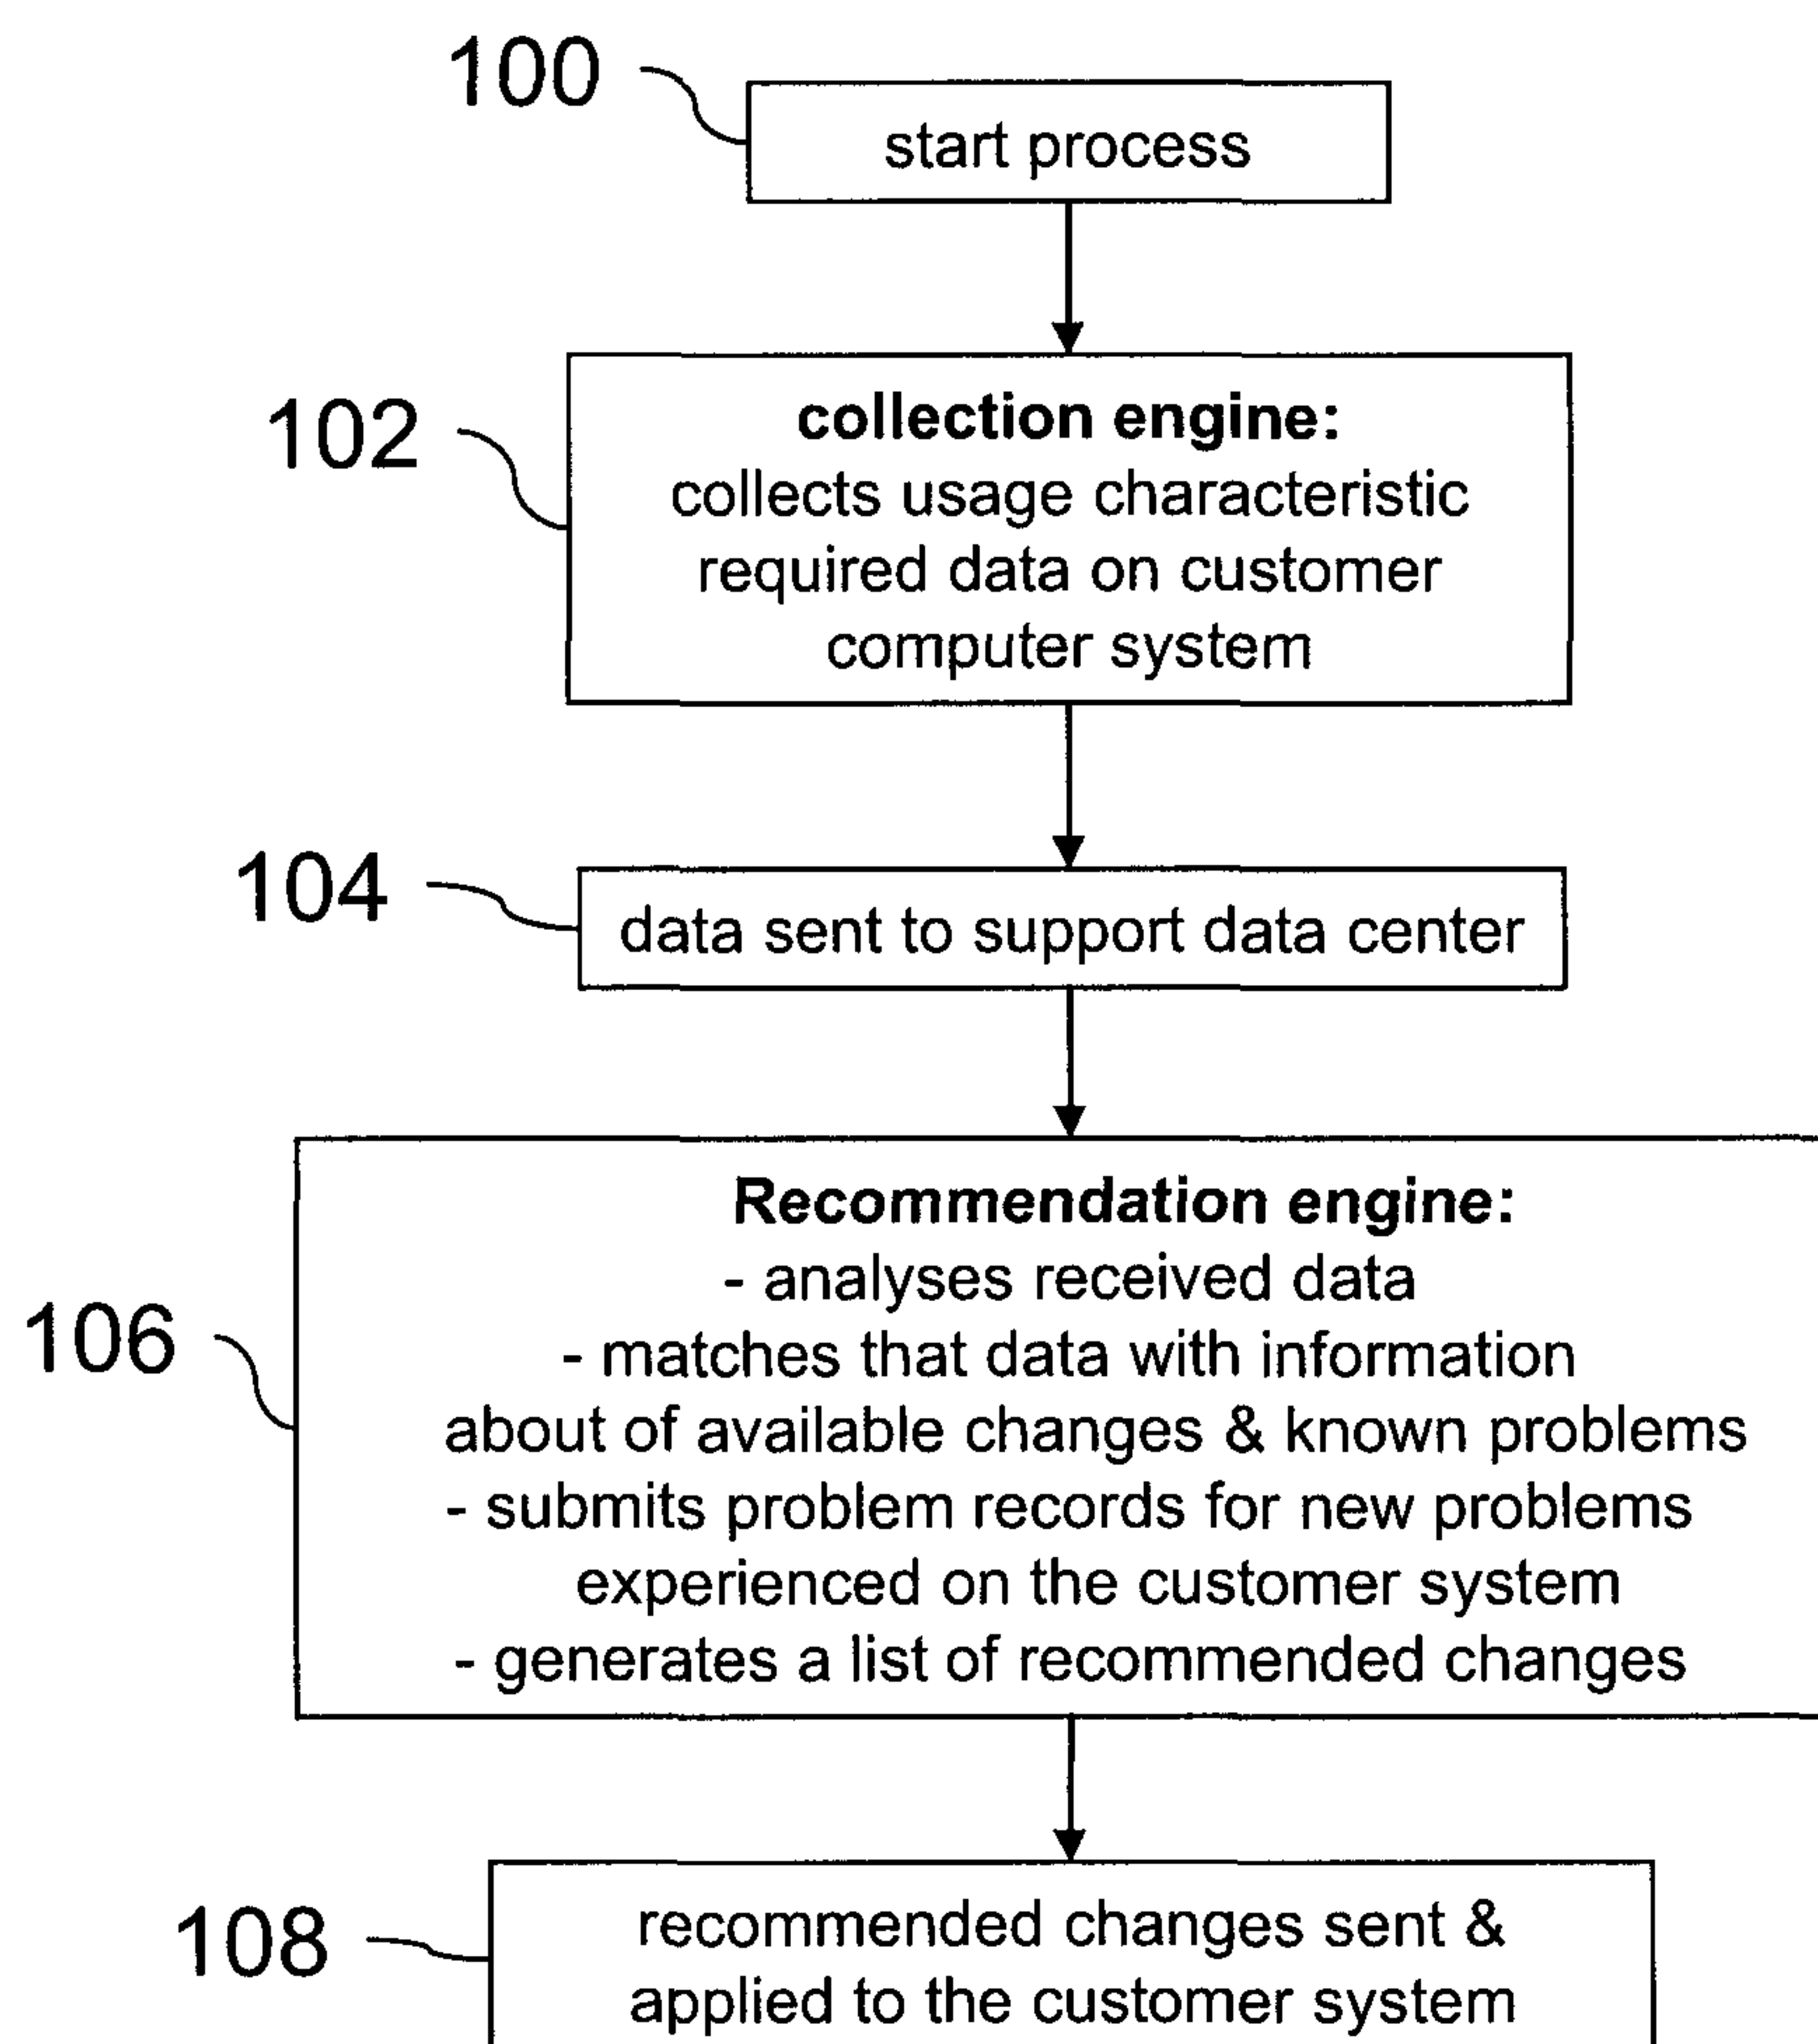 100
start process
102
collection engine:
collects usage characteristic
required data on customer
computer system
104
data sent to support data center
106
Recommendation engine:
- analyses received data
- matches that data with information
about of available changes & known problems
- submits problem records for new problems
experienced on the customer system
- generates a list of recommended changes
108
recommended changes sent &
applied to the customer system